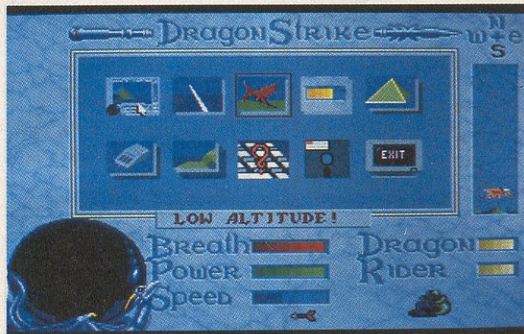 DRAGONSTRIKE
N
W+E
S
EXIT
LOW ALTITUDE!
BREATH
POWER
SPEED
DRAGON
RIDER